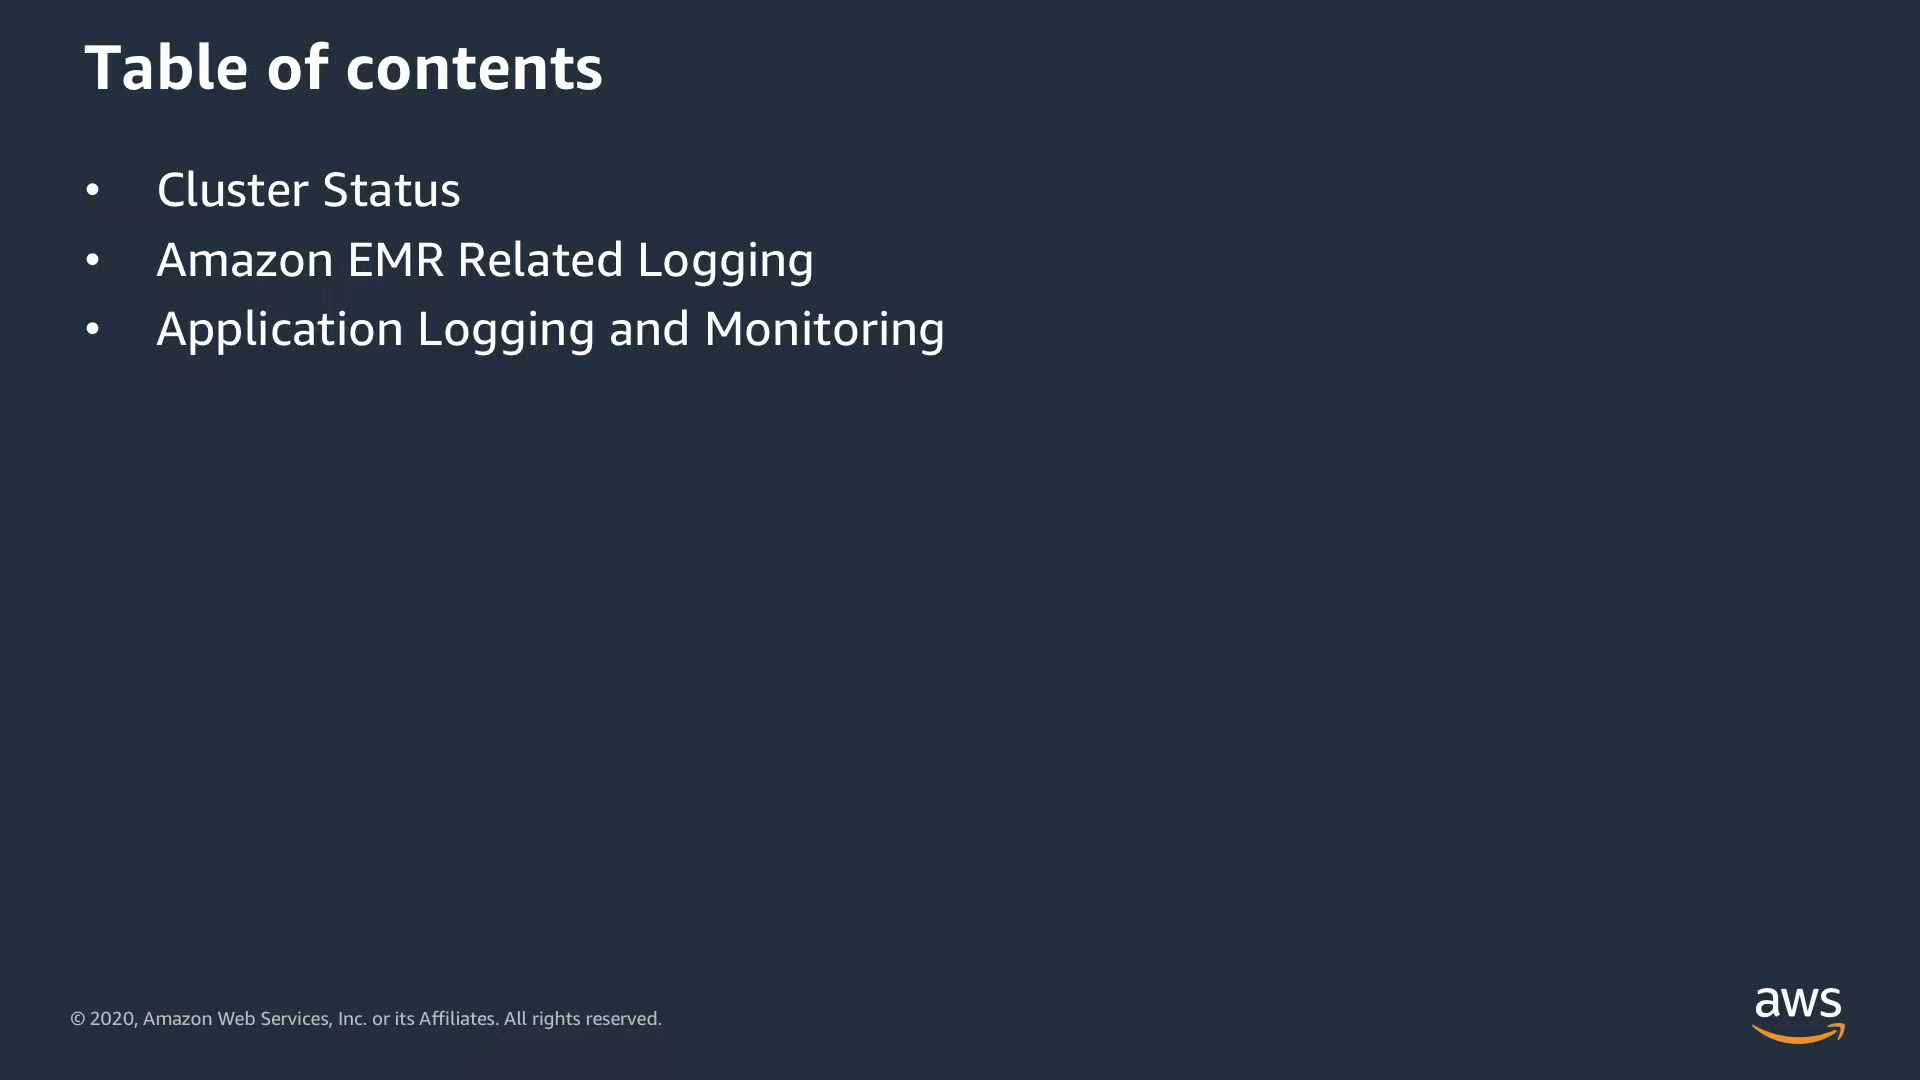 Table of contents
• Cluster Status
• Amazon EMR Related Logging
• Application Logging and Monitoring
© 2020, Amazon Web Services, Inc. or its Affiliates. All rights reserved.
aws